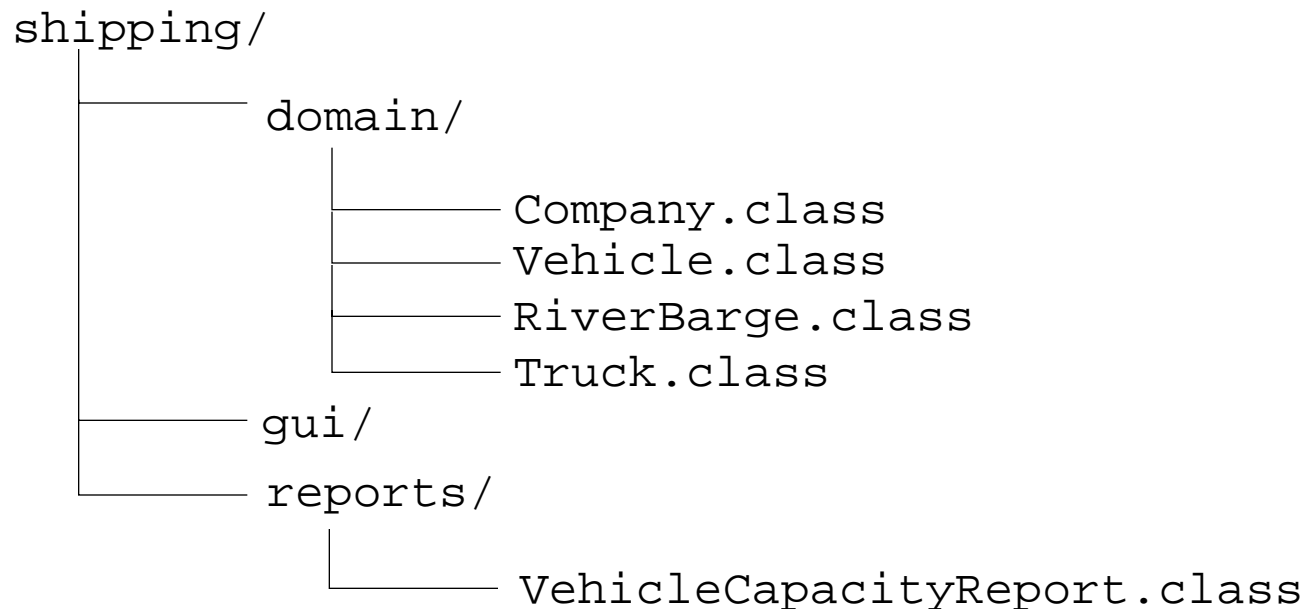 shipping/
domain/
Company.class
Vehicle.class
RiverBarge.class
Truck.class
gui/
reports/
VehicleCapacityReport.class